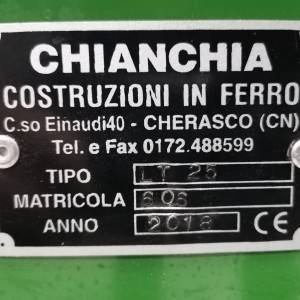 CHIANCHIA
COSTRUZIONI IN FERRO
C.so Einaudi40 - CHERASCO (CN)
Tel. e Fax 0172.488599
TIPO LT 25
MATRICOLA 606
ANNO 2018 CE